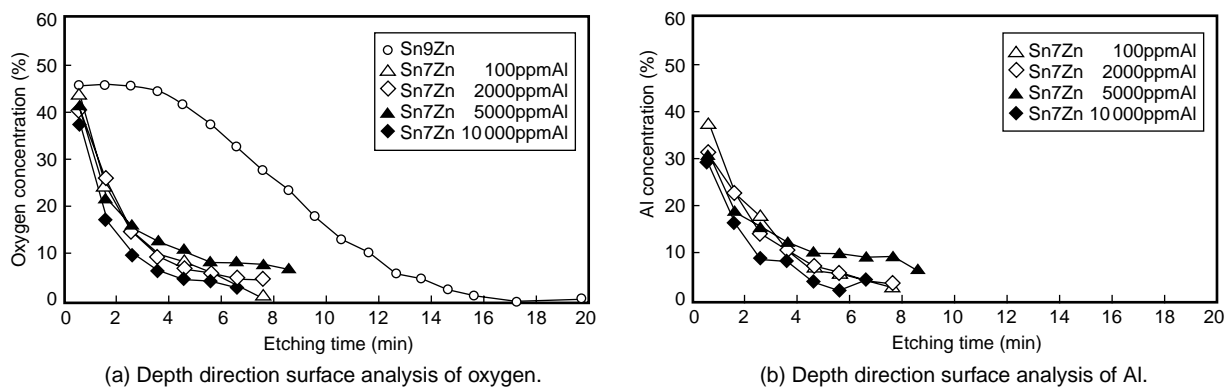 60
50
40
30
20
10
0
Oxygen concentration (%)
Sn9Zn
Sn7Zn 100ppmAl
Sn7Zn 2000ppmAl
Sn7Zn 5000ppmAl
Sn7Zn 10 000ppmAl
0 2 4 6 8 10 12 14 16 18 20
Etching time (min)
(a) Depth direction surface analysis of oxygen.
60
50
40
30
20
10
0
Al concentration (%)
Sn7Zn 100ppmAl
Sn7Zn 2000ppmAl
Sn7Zn 5000ppmAl
Sn7Zn 10 000ppmAl
0 2 4 6 8 10 12 14 16 18 20
Etching time (min)
(b) Depth direction surface analysis of Al.